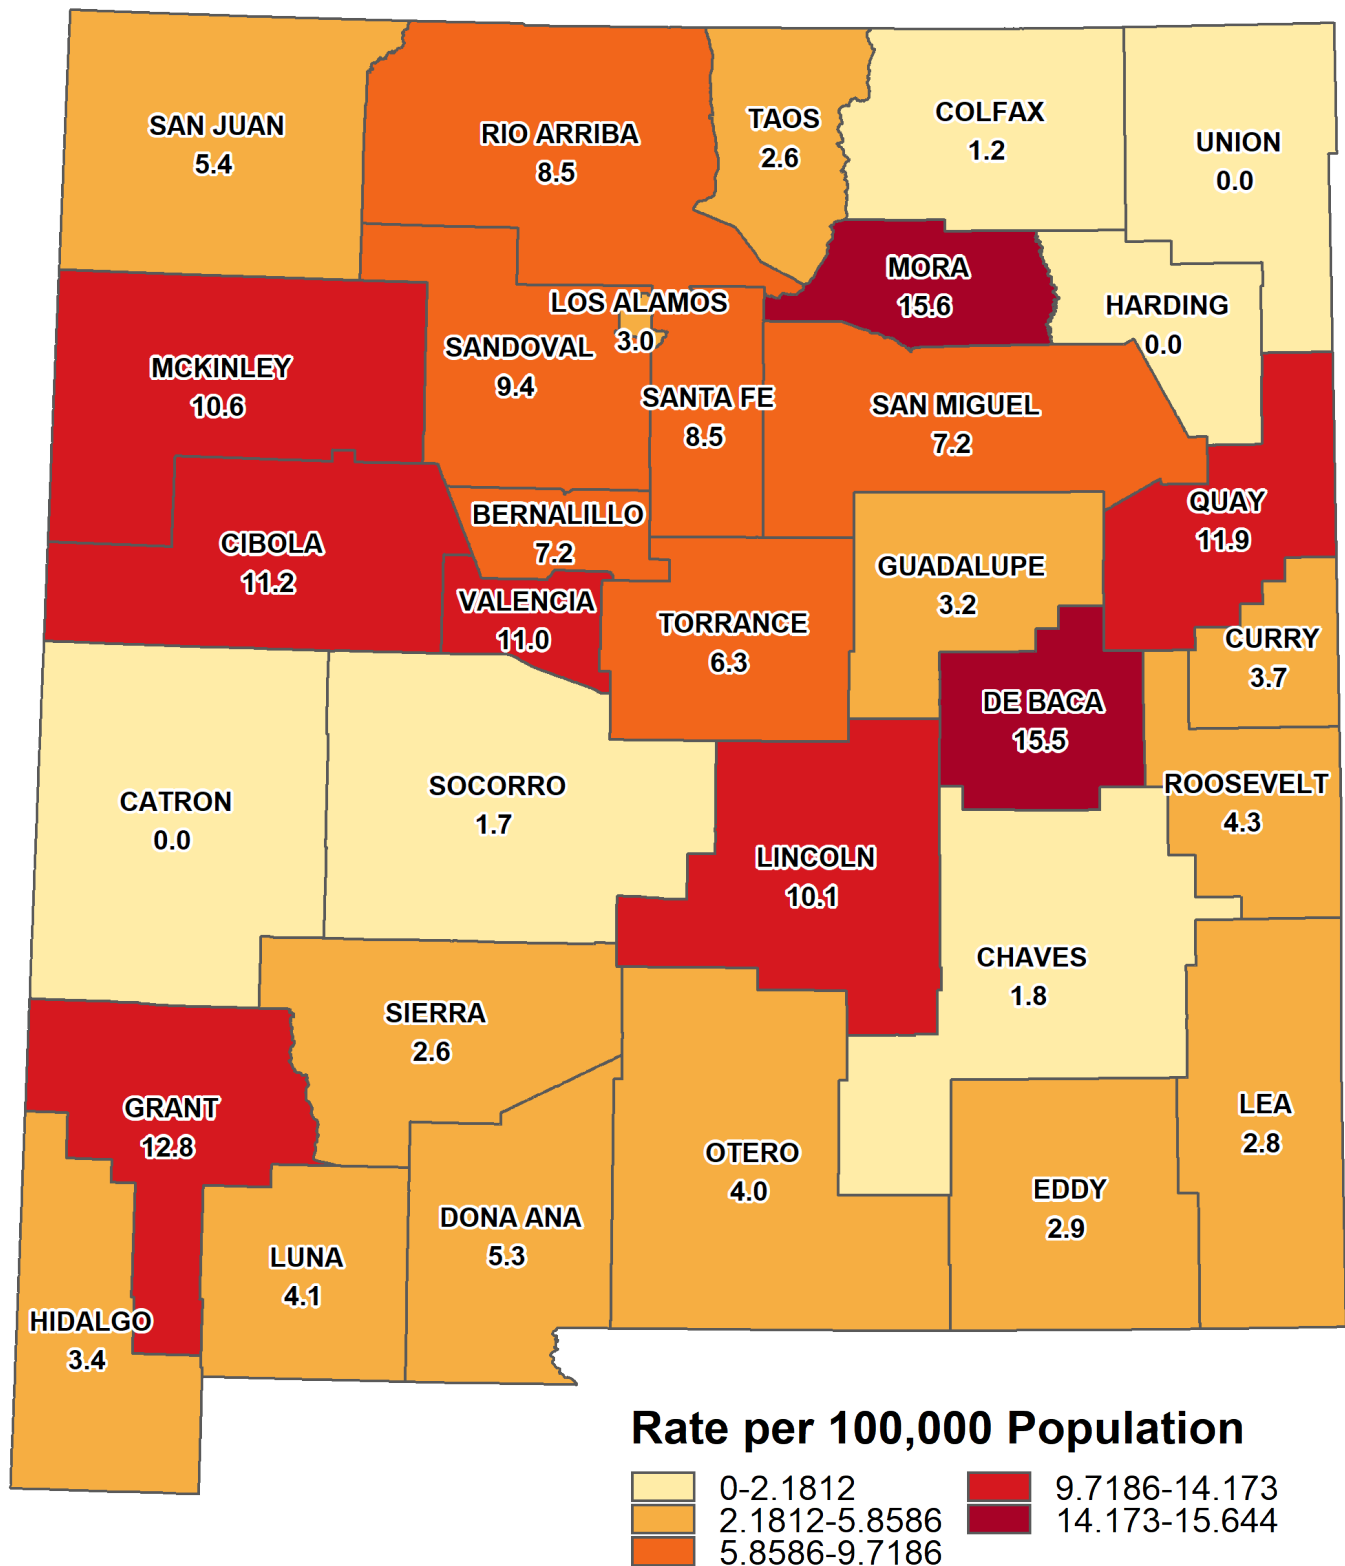 SAN JUAN
5.4
RIO ARRIBA
8.5
TAOS
2.6
COLFAX
1.2
UNION
0.0
MORA
15.6
HARDING
0.0
LOS ALAMOS
3.0
SANDOVAL
9.4
MCKINLEY
10.6
SANTA FE
8.5
SAN MIGUEL
7.2
QUAY
11.9
CIBOLA
11.2
BERNALILLO
7.2
GUADALUPE
3.2
VALENCIA
11.0
TORRANCE
6.3
CURRY
3.7
DE BACA
15.5
CATRON
0.0
SOCORRO
1.7
ROOSEVELT
4.3
LINCOLN
10.1
CHAVES
1.8
SIERRA
2.6
GRANT
12.8
LEA
2.8
OTERO
4.0
EDDY
2.9
DONA ANA
5.3
LUNA
4.1
HIDALGO
3.4
Rate per 100,000 Population
0-2.1812
2.1812-5.8586
5.8586-9.7186
9.7186-14.173
14.173-15.644